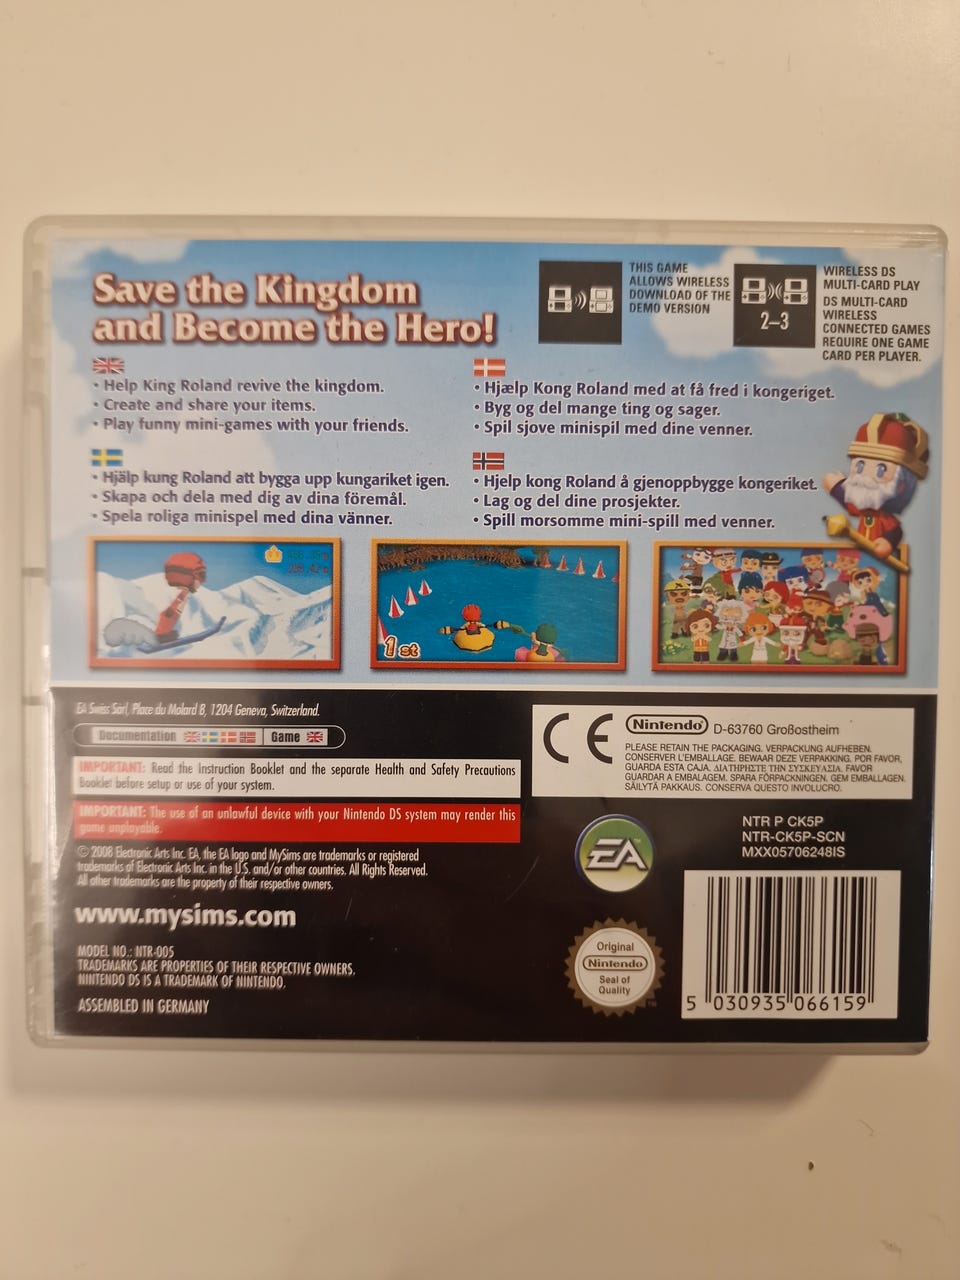 Save the Kingdom
and Become the Hero!
THIS GAME
ALLOWS WIRELESS
DOWNLOAD OF THE
DEMO VERSION
2–3
WIRELESS DS
MULTI-CARD PLAY
DS MULTI-CARD
WIRELESS
CONNECTED GAMES
REQUIRE ONE GAME
CARD PER PLAYER.
• Help King Roland revive the kingdom.
• Create and share your items.
• Play funny mini-games with your friends.
• Hjælp Kong Roland med at få fred i kongeriget.
• Byg og del mange ting og sager.
• Spil sjove minispil med dine venner.
• Hjälp kung Roland att bygga upp kungariket igen.
• Skapa och dela med dig av dina föremål.
• Spela roliga minispel med dina vänner.
• Hjelp kong Roland å gjenoppbygge kongeriket.
• Lag og del dine prosjekter.
• Spill morsomme mini-spill med venner.
1st
EA Swiss Sàrl, Place du Molard 8, 1204 Geneva, Switzerland.
Documentation Game
IMPORTANT: Read the Instruction Booklet and the separate Health and Safety Precautions
Booklet before setup or use of your system.
IMPORTANT: The use of an unlawful device with your Nintendo DS system may render this
game unplayable.
© 2008 Electronic Arts Inc. EA, the EA logo and MySims are trademarks or registered
trademarks of Electronic Arts Inc. in the U.S. and/or other countries. All Rights Reserved.
All other trademarks are the property of their respective owners.
www.mysims.com
MODEL NO.: NTR-005
TRADEMARKS ARE PROPERTIES OF THEIR RESPECTIVE OWNERS.
NINTENDO DS IS A TRADEMARK OF NINTENDO.
ASSEMBLED IN GERMANY
CE
Nintendo D-63760 Großostheim
PLEASE RETAIN THE PACKAGING. VERPACKUNG AUFHEBEN.
CONSERVER L'EMBALLAGE. BEWAAR DEZE VERPAKKING. POR FAVOR,
GUARDA ESTA CAJA. ΔΙΑΤΗΡΗΣΤΕ ΤΗΝ ΣΥΣΚΕΥΑΣΙΑ. FAVOR
GUARDAR A EMBALAGEM. SPARA FÖRPACKNINGEN. GEM EMBALLAGEN.
SÄILYTÄ PAKKAUS. CONSERVA QUESTO INVOLUCRO.
EA
NTR P CK5P
NTR-CK5P-SCN
MXX05706248IS
Original
Nintendo
Seal of
Quality
TM
5 030935 066159